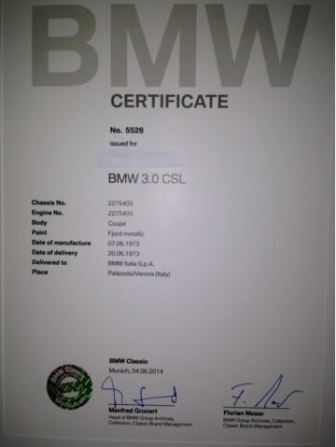 BMW
CERTIFICATE
No. 5526
issued for
BMW 3.0 CSL
Chassis No. 2275405
Engine No. 2275405
Body Coupé
Paint Fjord metallic
Date of manufacture 07.06.1973
Date of delivery 20.06.1973
Delivered to BMW Italia S.p.A.
Place Palazzolo/Verona (Italy)
BMW Classic
Munich, 04.06.2014
Manfred Grunert
Head of BMW Group Archives,
Collection, Classic Brand Management
Florian Moser
BMW Group Archives, Collection,
Classic Brand Management